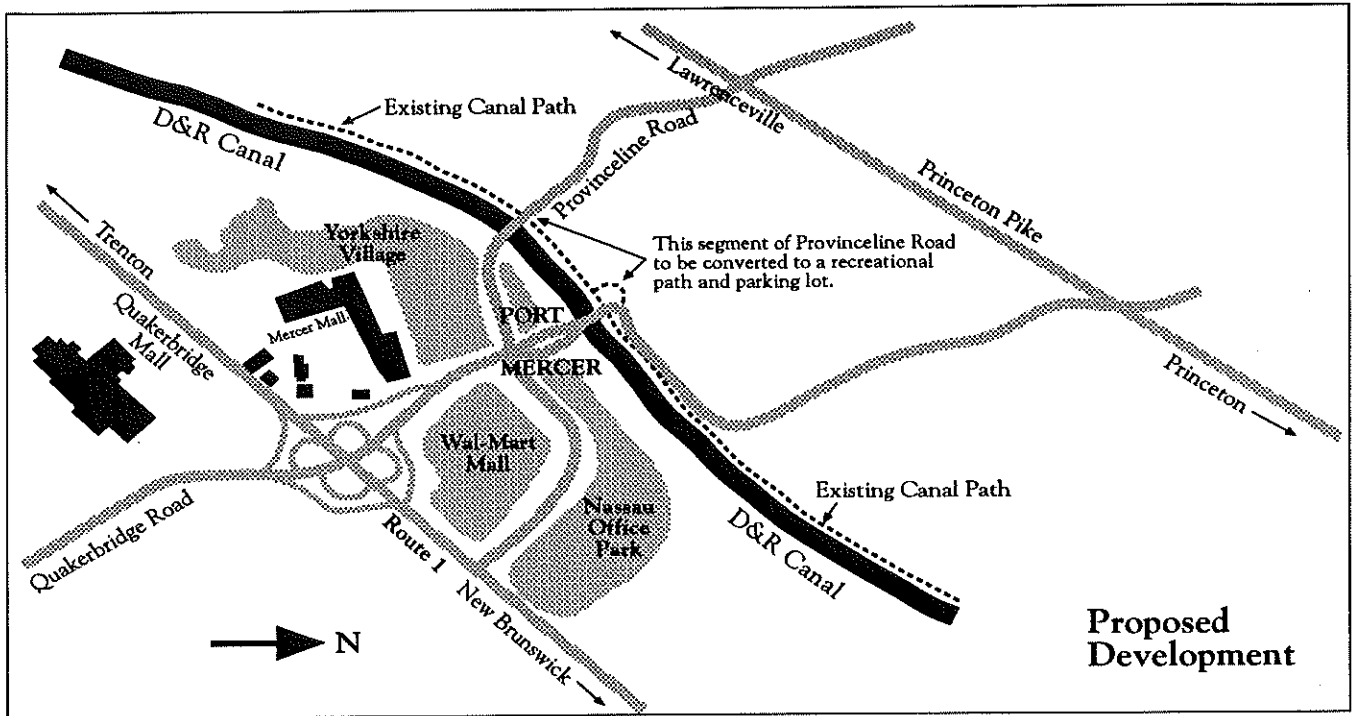 Existing Canal Path
D&R Canal
Lawrenceville
Provinceline Road
Princeton Pike
Trenton
Yorkshire
Village
This segment of Provinceline Road
to be converted to a recreational
path and parking lot.
Quakerbridge
Mall
Mercer Mall
PORT
MERCER
Princeton
Wal-Mart
Mall
Existing Canal Path
Nassau
Office
Park
D&R Canal
Quakerbridge Road
Route 1
New Brunswick
N
Proposed
Development